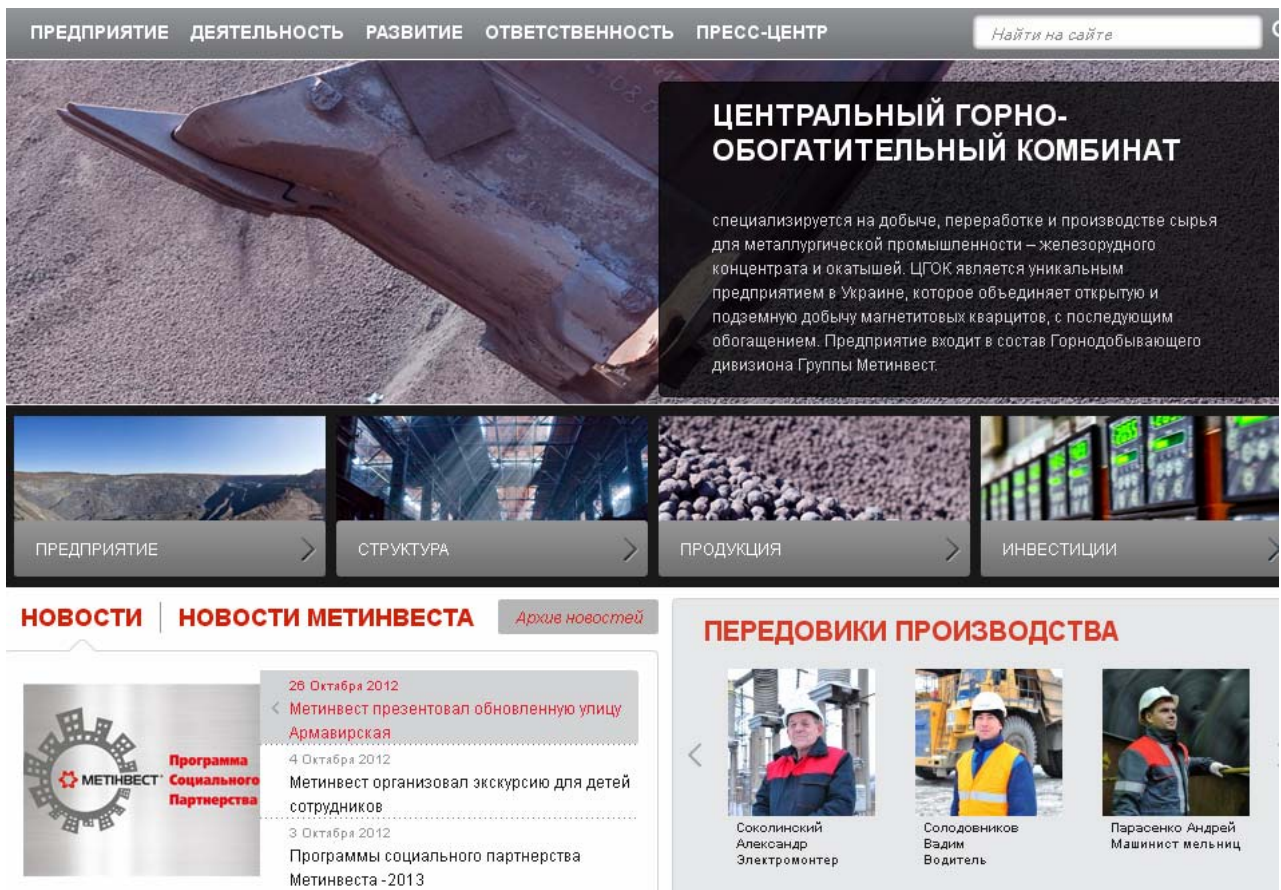 ПРЕДПРИЯТИЕ ДЕЯТЕЛЬНОСТЬ РАЗВИТИЕ ОТВЕТСТВЕННОСТЬ ПРЕСС-ЦЕНТР Найти на сайте
ЦЕНТРАЛЬНЫЙ ГОРНО-
ОБОГАТИТЕЛЬНЫЙ КОМБИНАТ
специализируется на добыче, переработке и производстве сырья
для металлургической промышленности – железорудного
концентрата и окатышей. ЦГОК является уникальным
предприятием в Украине, которое объединяет открытую и
подземную добычу магнетитовых кварцитов, с последующим
обогащением. Предприятие входит в состав Горнодобывающего
дивизиона Группы Метинвест.
ПРЕДПРИЯТИЕ
СТРУКТУРА
ПРОДУКЦИЯ
ИНВЕСТИЦИИ
НОВОСТИ НОВОСТИ МЕТИНВЕСТА Архив новостей
МЕТІНВЕСТ
Программа
Социального
Партнерства
26 Октября 2012
Метинвест презентовал обновленную улицу
Армавирская
4 Октября 2012
Метинвест организовал экскурсию для детей
сотрудников
3 Октября 2012
Программы социального партнерства
Метинвеста -2013
ПЕРЕДОВИКИ ПРОИЗВОДСТВА
Соколинский
Александр
Электромонтер
Солодовников
Вадим
Водитель
Парасенко Андрей
Машинист мельниц